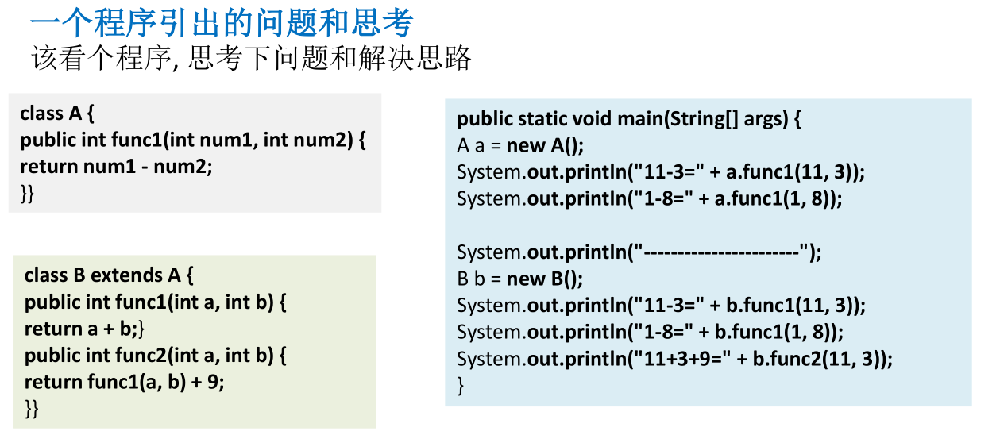 一个程序引出的问题和思考
该看个程序, 思考下问题和解决思路
class A {
public int func1(int num1, int num2) {
return num1 - num2;
}}
class B extends A {
public int func1(int a, int b) {
return a + b;}
public int func2(int a, int b) {
return func1(a, b) + 9;
}}
public static void main(String[] args) {
A a = new A();
System.out.println("11-3=" + a.func1(11, 3));
System.out.println("1-8=" + a.func1(1, 8));
System.out.println("-----------------------");
B b = new B();
System.out.println("11-3=" + b.func1(11, 3));
System.out.println("1-8=" + b.func1(1, 8));
System.out.println("11+3+9=" + b.func2(11, 3));
}